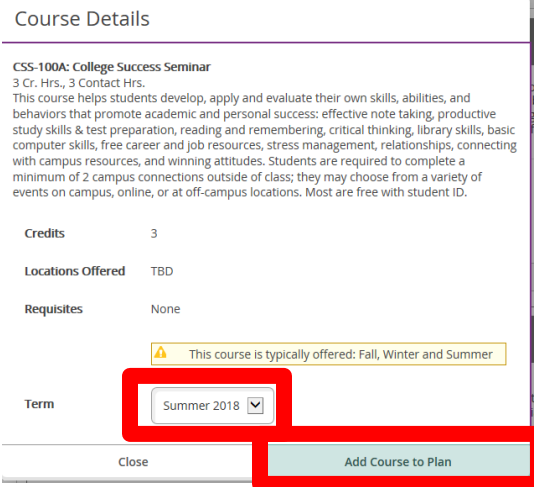 Course Details
CSS-100A: College Success Seminar
3 Cr. Hrs., 3 Contact Hrs.
This course helps students develop, apply and evaluate their own skills, abilities, and
behaviors that promote academic and personal success: effective note taking, productive
study skills & test preparation, reading and remembering, critical thinking, library skills, basic
computer skills, free career and job resources, stress management, relationships, connecting
with campus resources, and winning attitudes. Students are required to complete a
minimum of 2 campus connections outside of class; they may choose from a variety of
events on campus, online, or at off-campus locations. Most are free with student ID.
Credits 3
Locations Offered TBD
Requisites None
This course is typically offered: Fall, Winter and Summer
Term Summer 2018
Close Add Course to Plan